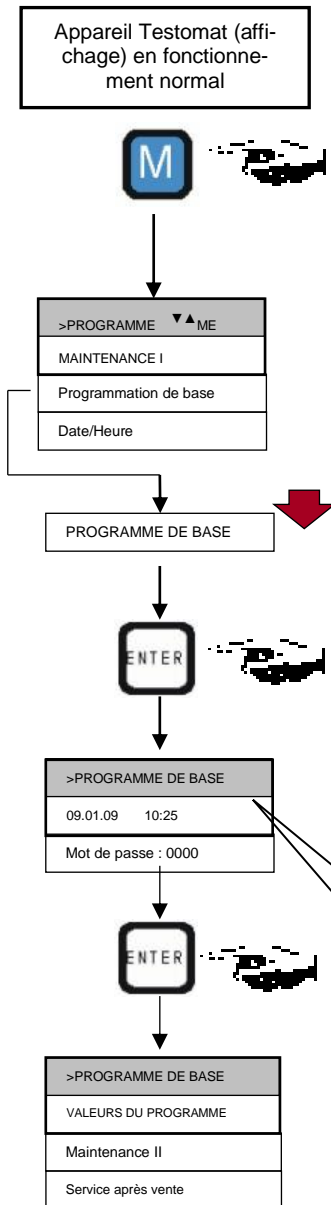 Appareil Testomat (affi-
chage) en fonctionne-
ment normal
M
>PROGRAMME ▼▲ ME
MAINTENANCE I
Programmation de base
Date/Heure
PROGRAMME DE BASE
ENTER
>PROGRAMME DE BASE
09.01.09 10:25
Mot de passe : 0000
ENTER
>PROGRAMME DE BASE
VALEURS DU PROGRAMME
Maintenance II
Service après vente